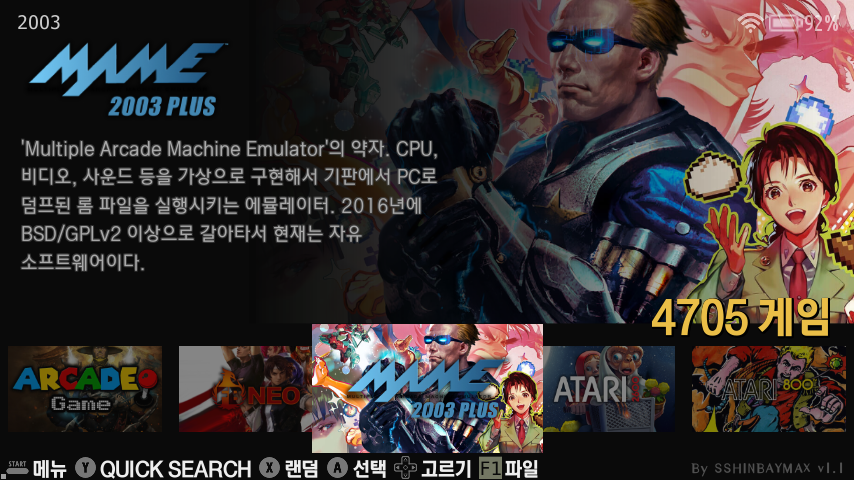 2003
92%
MAME
2003 PLUS
'Multiple Arcade Machine Emulator'의 약자. CPU,
비디오, 사운드 등을 가상으로 구현해서 기판에서 PC로
덤프된 롬 파일을 실행시키는 에뮬레이터. 2016년에
BSD/GPLv2 이상으로 갈아타서 현재는 자유
소프트웨어이다.
4705 게임
ARCADE
Game
NEO
MAME
2003 PLUS
ATARI
ATARI 800
START 메뉴 Y QUICK SEARCH X 랜덤 A 선택 고르기 F1 파일
By SSHINBAYMAX v1.1